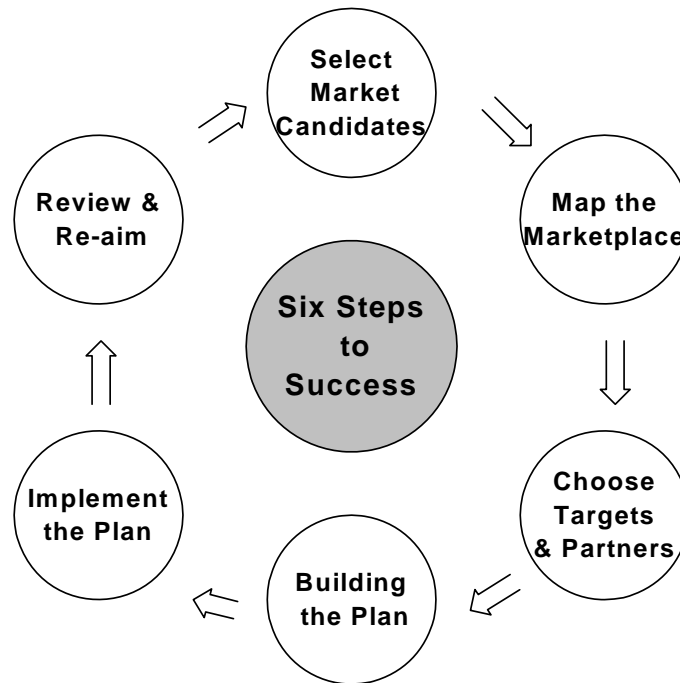 Select
Market
Candidates
Map the
Marketplace
Choose
Targets
& Partners
Building
the Plan
Implement
the Plan
Review &
Re-aim
Six Steps
to
Success